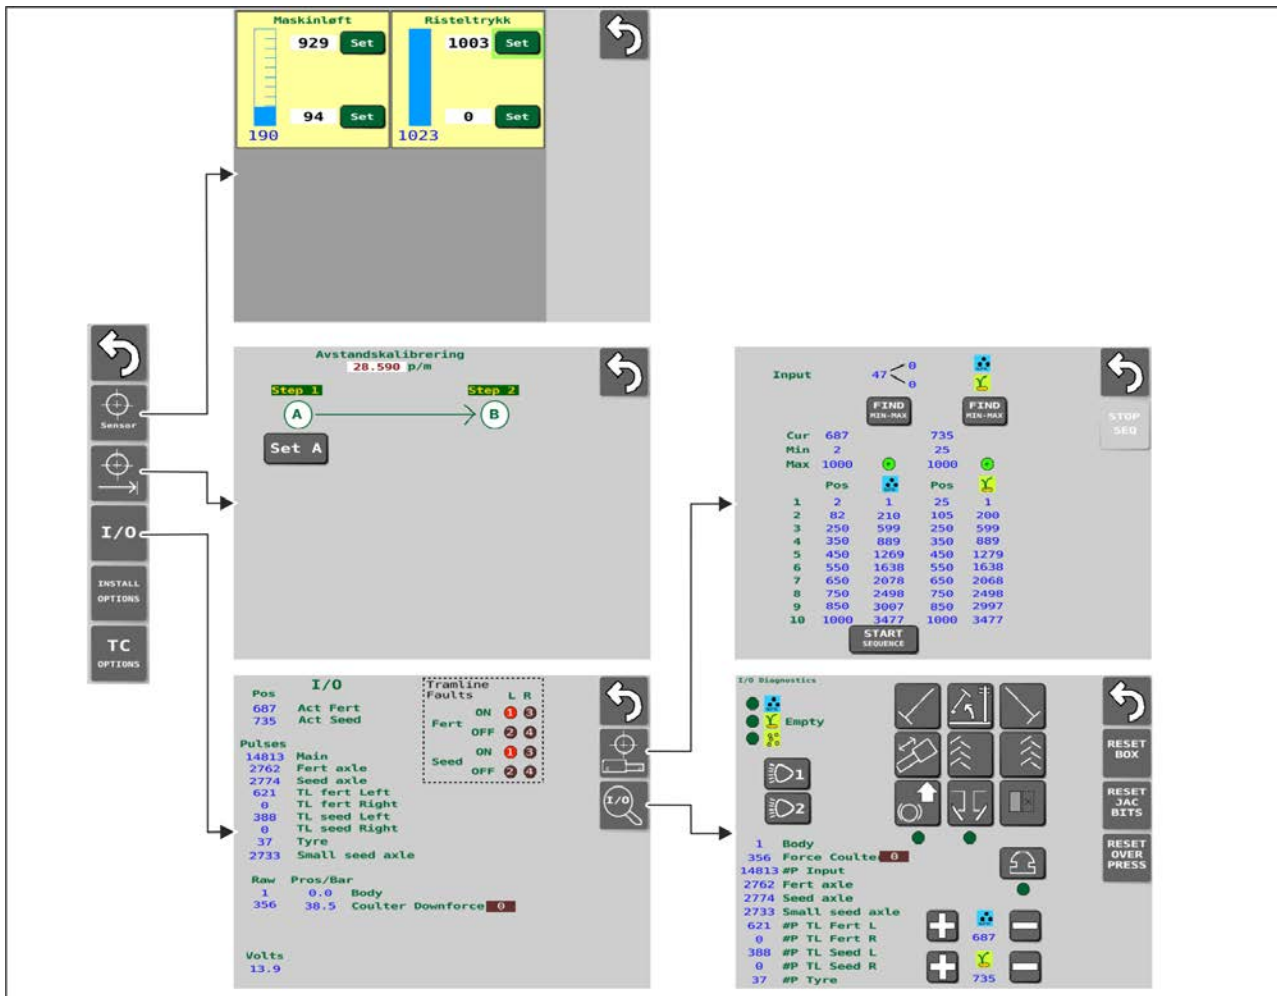 Maskinløft Risteltrykk
929 Set 1003 Set
94 Set 0 Set
190 1023
Sensor
I/O
INSTALL
OPTIONS
TC
OPTIONS
Avstandskalibrering
28.590 p/m
Step 1 Step 2
A B
Set A
Input 47 0
0
FIND
MIN-MAX
FIND
MIN-MAX
STOP
SEQ
Cur 687 735
Min 2 25
Max 1000 1000
Pos Pos
1 2 1 25 1
2 82 210 105 200
3 250 599 250 599
4 350 889 350 889
5 450 1269 450 1279
6 550 1638 550 1638
7 650 2078 650 2068
8 750 2498 750 2498
9 850 3007 850 2997
10 1000 3477 1000 3477
START
SEQUENCE
I/O
Pos
687 Act Fert
735 Act Seed
Tramline
Faults L R
Fert ON 1 3
OFF 2 4
Seed ON 1 3
OFF 2 4
Pulses
14813 Main
2762 Fert axle
2774 Seed axle
621 TL fert Left
0 TL fert Right
388 TL seed Left
0 TL seed Right
37 Tyre
2733 Small seed axle
Raw Pros/Bar
1 0.0 Body
356 38.5 Coulter Downforce 0
Volts
13.9
I/O
I/O Diagnostics
Empty
1
2
RESET
BOX
RESET
JAC
BITS
RESET
OVER
PRESS
1 Body
356 Force Coulte 0
14813 #P Input
2762 Fert axle
2774 Seed axle
2733 Small seed axle
621 #P TL Fert L
0 #P TL Fert R
388 #P TL Seed L
0 #P TL Seed R
37 #P Tyre
687
735